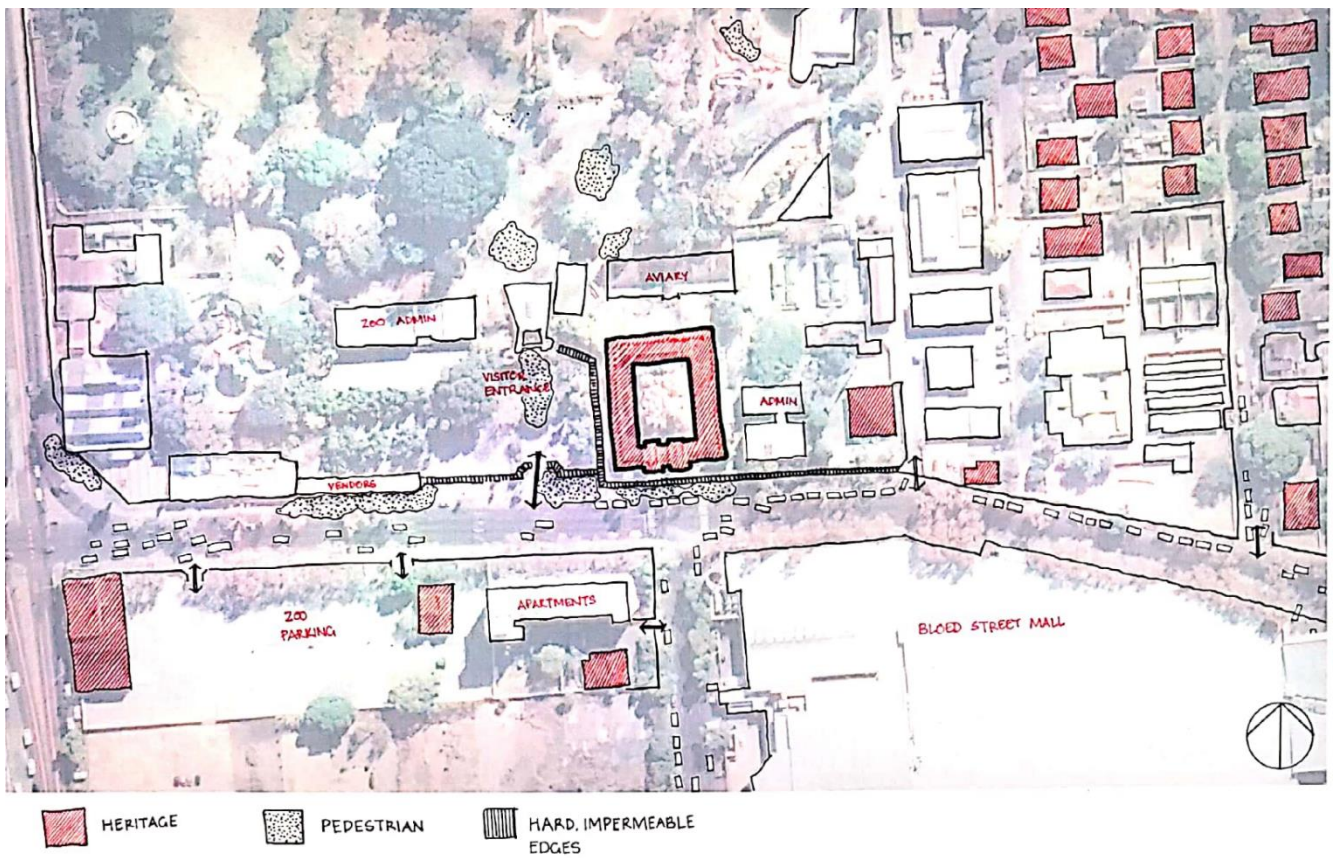 AVIARY
ZOO ADMIN
VISITOR
ENTRANCE
ADMIN
VENDORS
APARTMENTS
ZOO
PARKING
BLOED STREET MALL
HERITAGE
PEDESTRIAN
HARD, IMPERMEABLE
EDGES